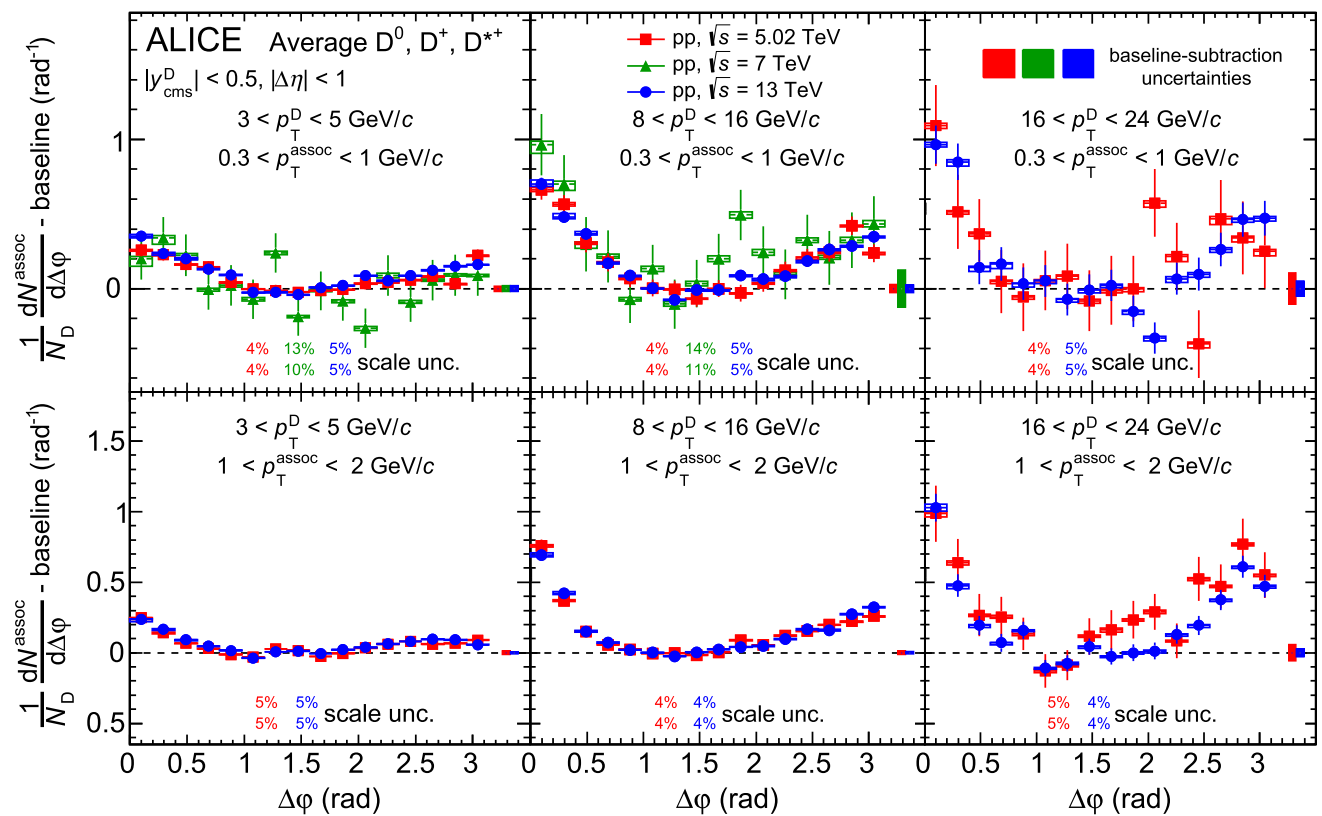 ALICE Average D⁰, D⁺, D*⁺
|y^D_cms| < 0.5, |Δη| < 1
3 < p_T^D < 5 GeV/c
0.3 < p_T^assoc < 1 GeV/c
4% 13% 5%
4% 10% 5%
scale unc.
pp, √s = 5.02 TeV
pp, √s = 7 TeV
pp, √s = 13 TeV
8 < p_T^D < 16 GeV/c
0.3 < p_T^assoc < 1 GeV/c
4% 14% 5%
4% 11% 5%
scale unc.
baseline-subtraction
uncertainties
16 < p_T^D < 24 GeV/c
0.3 < p_T^assoc < 1 GeV/c
4% 5%
4% 5%
scale unc.
1/N_D dN^assoc/dΔφ - baseline (rad⁻¹)
1
0
3 < p_T^D < 5 GeV/c
1 < p_T^assoc < 2 GeV/c
5% 5%
5% 5%
scale unc.
8 < p_T^D < 16 GeV/c
1 < p_T^assoc < 2 GeV/c
4% 4%
4% 4%
scale unc.
16 < p_T^D < 24 GeV/c
1 < p_T^assoc < 2 GeV/c
5% 4%
5% 4%
scale unc.
1/N_D dN^assoc/dΔφ - baseline (rad⁻¹)
1.5
1
0.5
0
0.5
0 0.5 1 1.5 2 2.5 3
0 0.5 1 1.5 2 2.5 3
0 0.5 1 1.5 2 2.5 3
Δφ (rad)
Δφ (rad)
Δφ (rad)